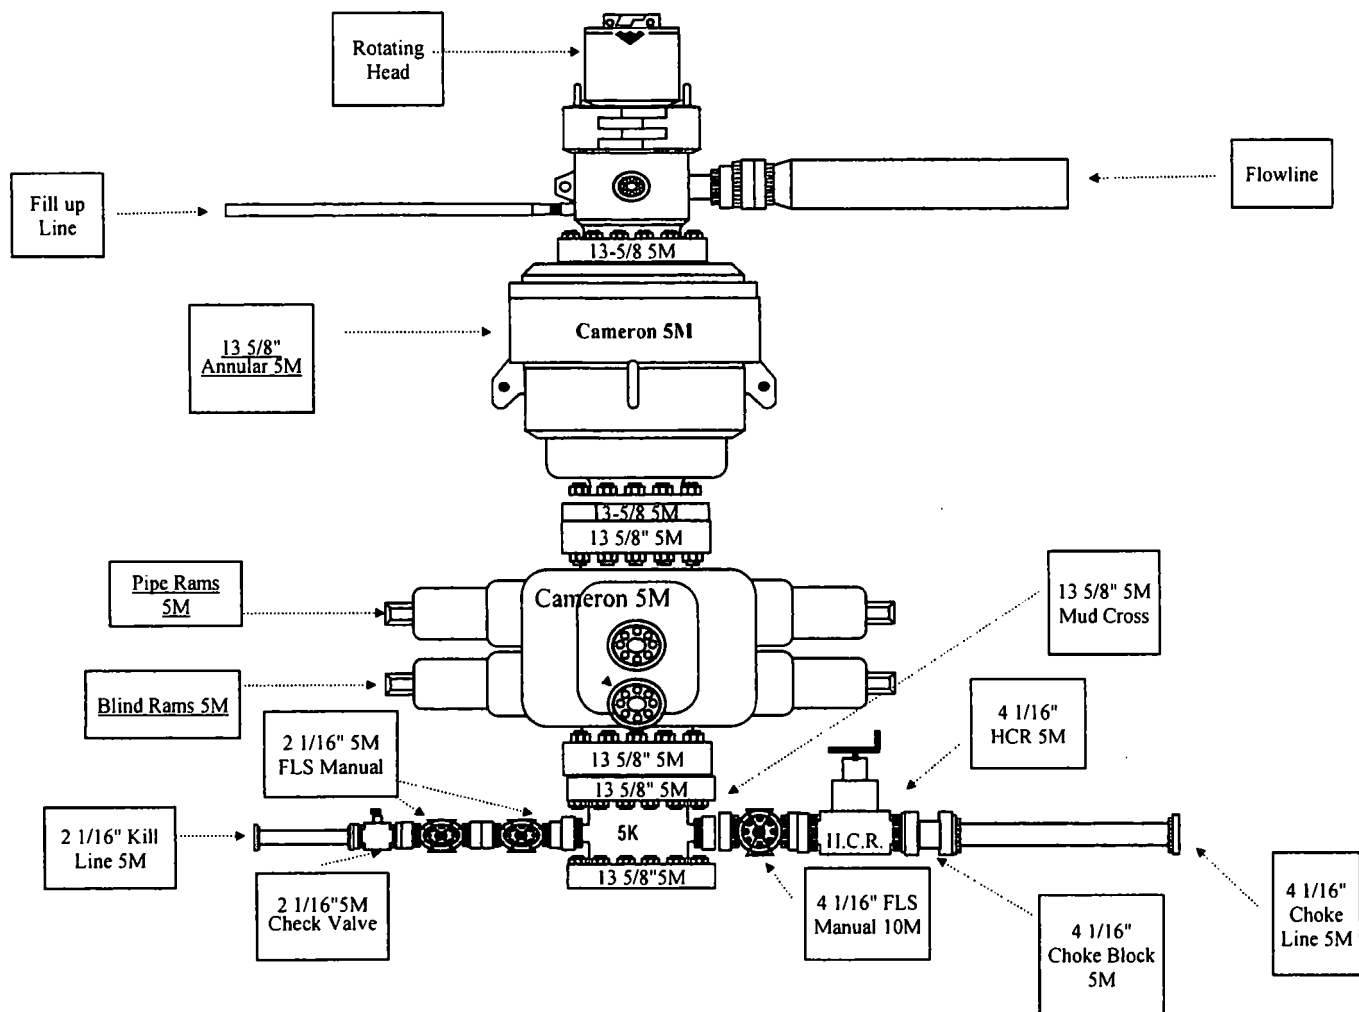 Rotating
Head
Flowline
Fill up
Line
13-5/8 5M
13 5/8"
Annular 5M
Cameron 5M
13-5/8 5M
13 5/8" 5M
Pipe Rams
5M
Cameron 5M
13 5/8" 5M
Mud Cross
Blind Rams 5M
2 1/16" 5M
FLS Manual
4 1/16"
HCR 5M
13 5/8" 5M
13 5/8" 5M
2 1/16" Kill
Line 5M
5K
H.C.R.
13 5/8"5M
2 1/16"5M
Check Valve
4 1/16" FLS
Manual 10M
4 1/16"
Choke Block
5M
4 1/16"
Choke
Line 5M